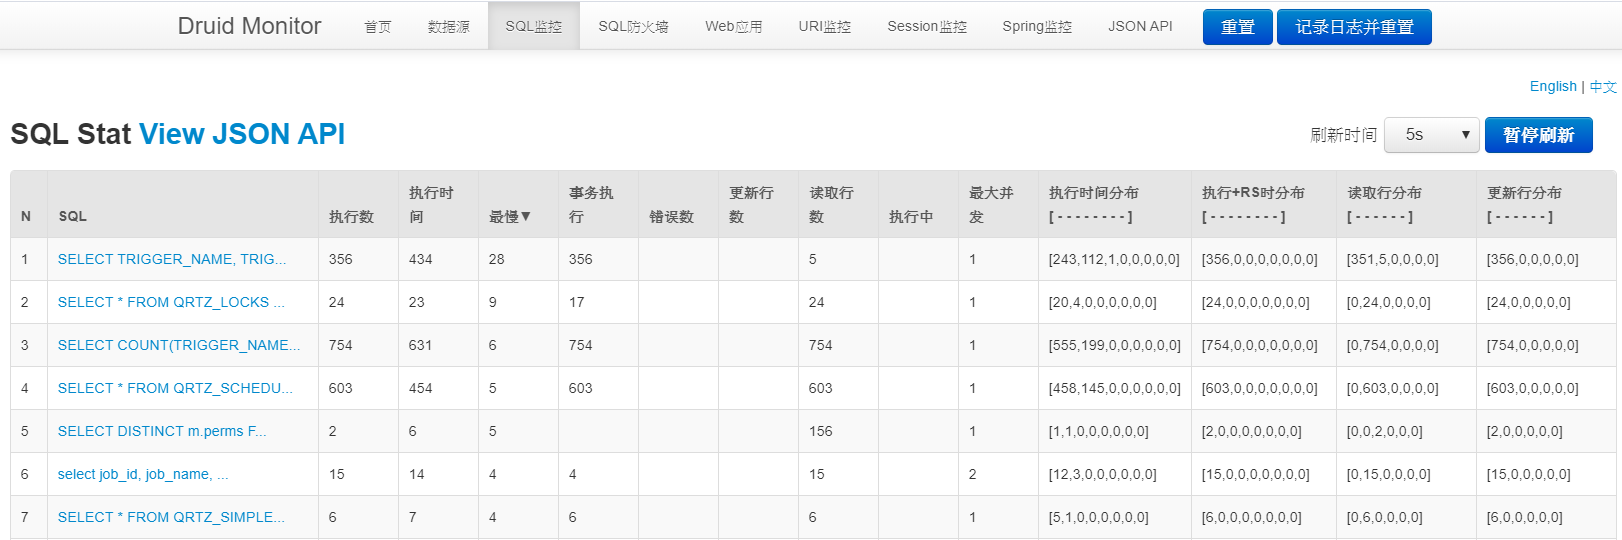 Druid Monitor 首页 数据源 SQL监控 SQL防火墙 Web应用 URI监控 Session监控 Spring监控 JSON API 重置 记录日志并重置
English | 中文
SQL Stat View JSON API 刷新时间 5s ▼ 暂停刷新
N SQL 执行数 执行时间 最慢▼ 事务执行 错误数 更新行数 读取行数 执行中 最大并发 执行时间分布 [ - - - - - - - - ] 执行+RS时分布 [ - - - - - - - - ] 读取行分布 [ - - - - - - ] 更新行分布 [ - - - - - - ]
1 SELECT TRIGGER_NAME, TRIG... 356 434 28 356 5 1 [243,112,1,0,0,0,0,0] [356,0,0,0,0,0,0,0] [351,5,0,0,0,0] [356,0,0,0,0,0]
2 SELECT * FROM QRTZ_LOCKS ... 24 23 9 17 24 1 [20,4,0,0,0,0,0,0] [24,0,0,0,0,0,0,0] [0,24,0,0,0,0] [24,0,0,0,0,0]
3 SELECT COUNT(TRIGGER_NAME... 754 631 6 754 754 1 [555,199,0,0,0,0,0,0] [754,0,0,0,0,0,0,0] [0,754,0,0,0,0] [754,0,0,0,0,0]
4 SELECT * FROM QRTZ_SCHEDU... 603 454 5 603 603 1 [458,145,0,0,0,0,0,0] [603,0,0,0,0,0,0,0] [0,603,0,0,0,0] [603,0,0,0,0,0]
5 SELECT DISTINCT m.perms F... 2 6 5 156 1 [1,1,0,0,0,0,0,0] [2,0,0,0,0,0,0,0] [0,0,2,0,0,0] [2,0,0,0,0,0]
6 select job_id, job_name, ... 15 14 4 4 15 2 [12,3,0,0,0,0,0,0] [15,0,0,0,0,0,0,0] [0,15,0,0,0,0] [15,0,0,0,0,0]
7 SELECT * FROM QRTZ_SIMPLE... 6 7 4 6 6 1 [5,1,0,0,0,0,0,0] [6,0,0,0,0,0,0,0] [0,6,0,0,0,0] [6,0,0,0,0,0]